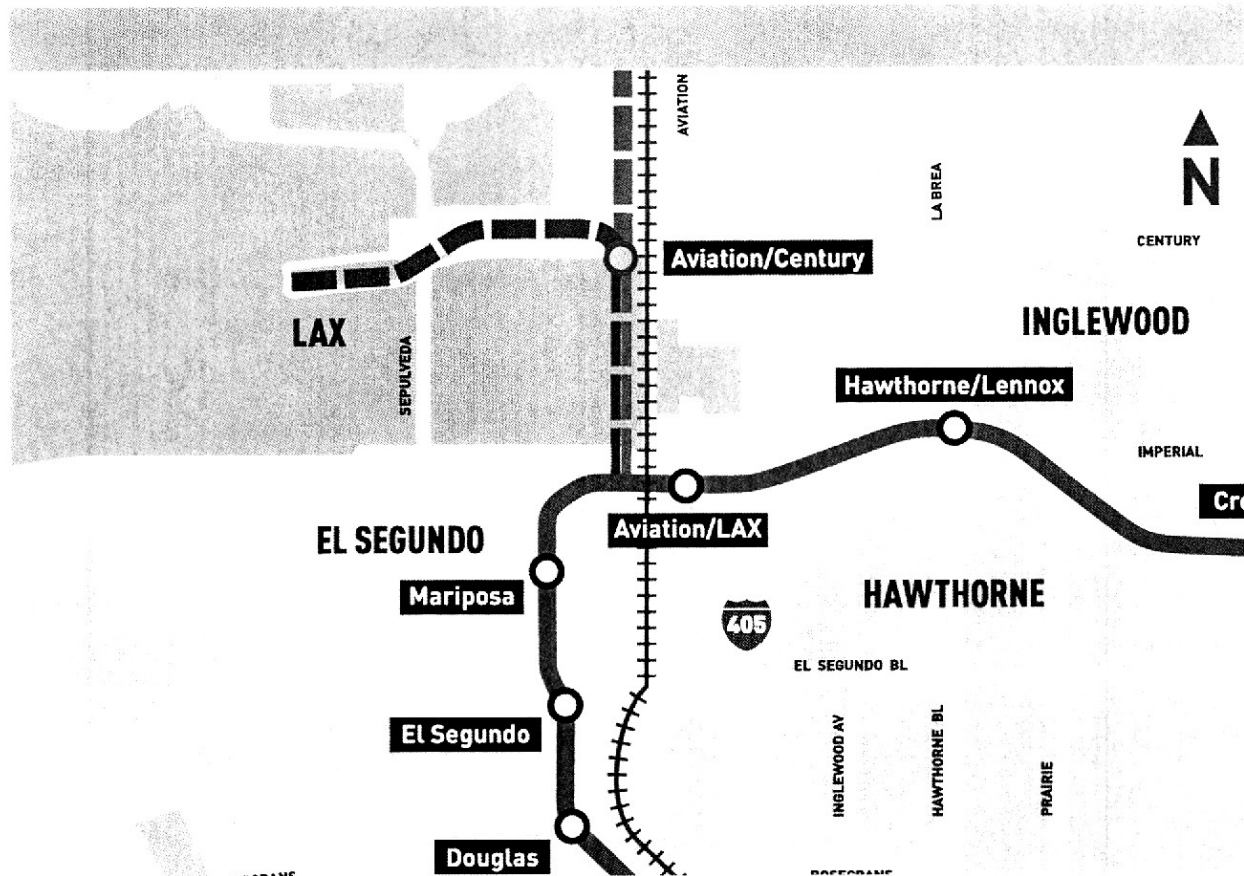 AVIATION
LA BREA
N
CENTURY
Aviation/Century
INGLEWOOD
LAX
SEPULVEDA
Hawthorne/Lennox
IMPERIAL
Cre
EL SEGUNDO
Aviation/LAX
Mariposa
HAWTHORNE
405
EL SEGUNDO BL
El Segundo
INGLEWOOD AV
HAWTHORNE BL
PRAIRIE
Douglas